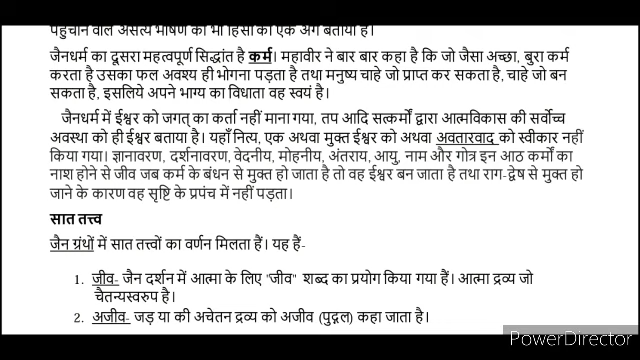 पहुंचाने वाले असत्य भाषण को भी हिंसा का एक अंग बताया है।
जैनधर्म का दूसरा महत्वपूर्ण सिद्धांत है कर्म। महावीर ने बार बार कहा है कि जो जैसा अच्छा, बुरा कर्म
करता है उसका फल अवश्य ही भोगना पड़ता है तथा मनुष्य चाहे जो प्राप्त कर सकता है, चाहे जो बन
सकता है, इसलिये अपने भाग्य का विधाता वह स्वयं है।
जैनधर्म में ईश्वर को जगत् का कर्ता नहीं माना गया, तप आदि सत्कर्मों द्वारा आत्मविकास की सर्वोच्च
अवस्था को ही ईश्वर बताया है। यहाँ नित्य, एक अथवा मुक्त ईश्वर को अथवा अवतारवाद को स्वीकार नहीं
किया गया। ज्ञानावरण, दर्शनावरण, वेदनीय, मोहनीय, अंतराय, आयु, नाम और गोत्र इन आठ कर्मों का
नाश होने से जीव जब कर्म के बंधन से मुक्त हो जाता है तो वह ईश्वर बन जाता है तथा राग-द्वेष से मुक्त हो
जाने के कारण वह सृष्टि के प्रपंच में नहीं पड़ता।
सात तत्त्व
जैन ग्रंथों में सात तत्त्वों का वर्णन मिलता हैं। यह हैं-
1. जीव- जैन दर्शन में आत्मा के लिए "जीव" शब्द का प्रयोग किया गया हैं। आत्मा द्रव्य जो
चैतन्यस्वरुप है।
2. अजीव- जड़ या की अचेतन द्रव्य को अजीव (पुद्गल) कहा जाता है।
PowerDirector